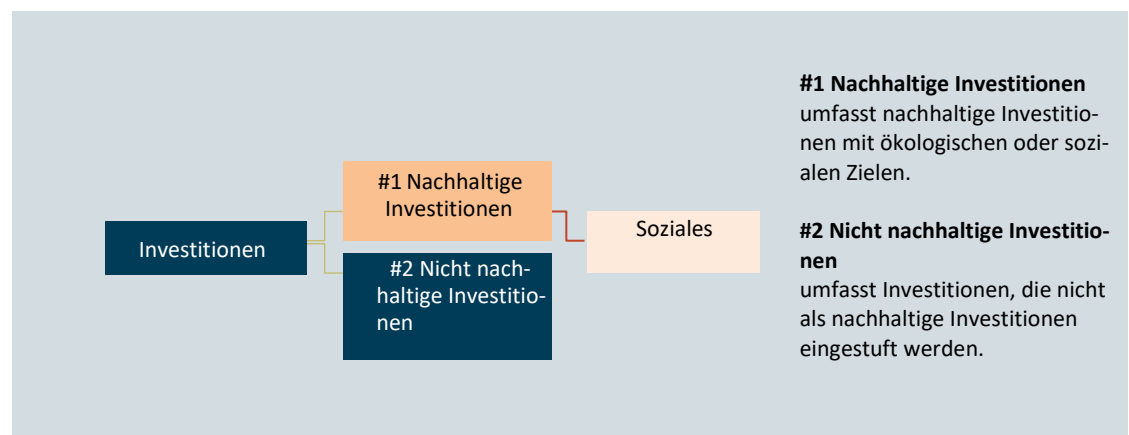 Investitionen
#1 Nachhaltige
Investitionen
#2 Nicht nach-
haltige Investitio-
nen
Soziales
#1 Nachhaltige Investitionen
umfasst nachhaltige Investitio-
nen mit ökologischen oder sozi-
alen Zielen.
#2 Nicht nachhaltige Investitio-
nen
umfasst Investitionen, die nicht
als nachhaltige Investitionen
eingestuft werden.